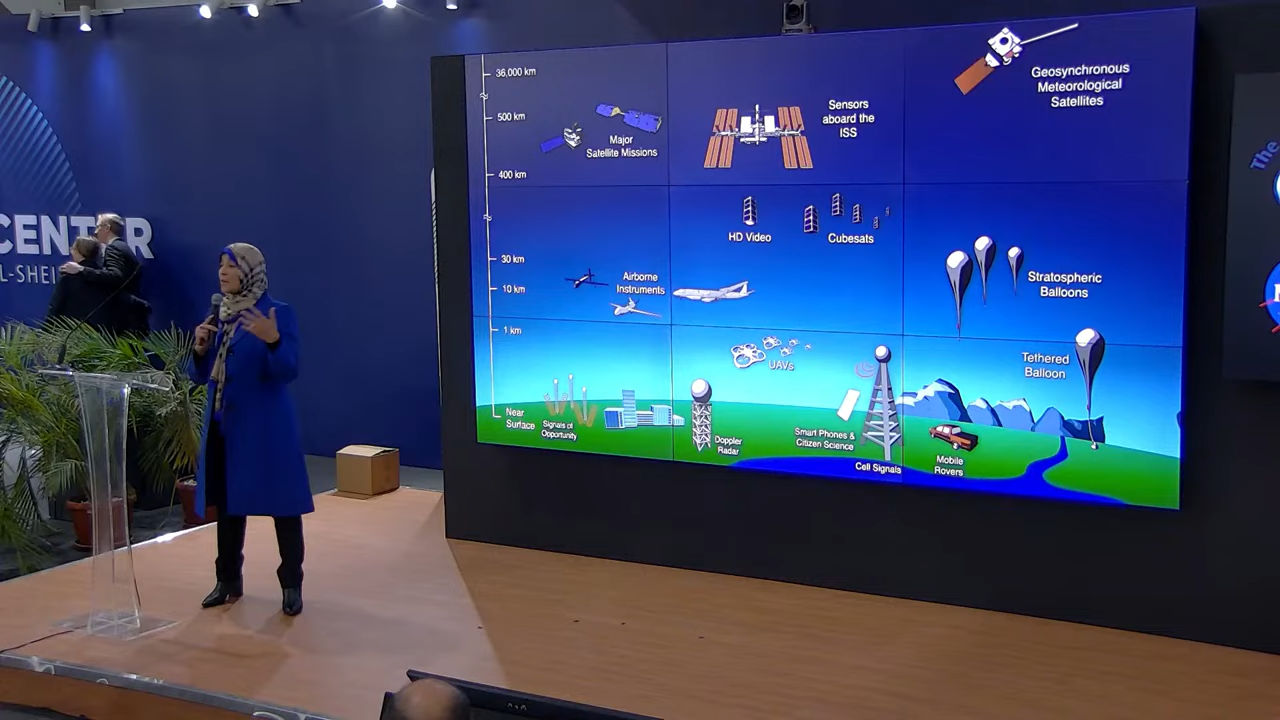 CENTER
L-SHEI
36,000 km
500 km
400 km
30 km
10 km
1 km
Near
Surface
Major
Satellite Missions
Sensors
aboard the
ISS
Geosynchronous
Meteorological
Satellites
HD Video
Cubesats
Airborne
Instruments
Stratospheric
Balloons
UAVs
Tethered
Balloon
Signals of
Opportunity
Doppler
Radar
Smart Phones &
Citizen Science
Cell Signals
Mobile
Rovers
The